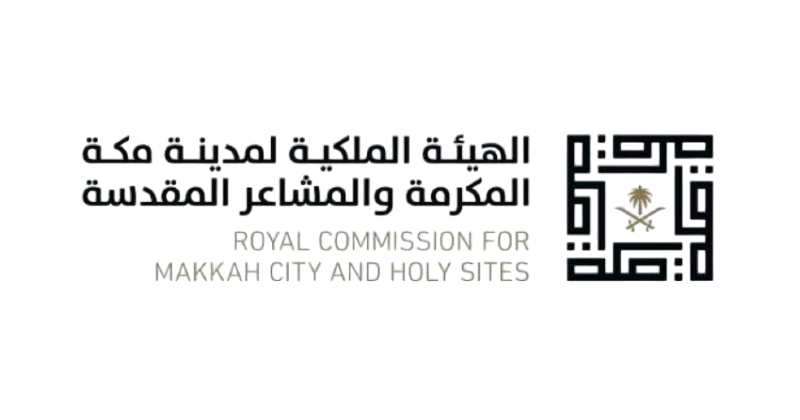 الهيئة الملكية لمدينة مكة
المكرمة والمشاعر المقدسة
ROYAL COMMISSION FOR
MAKKAH CITY AND HOLY SITES